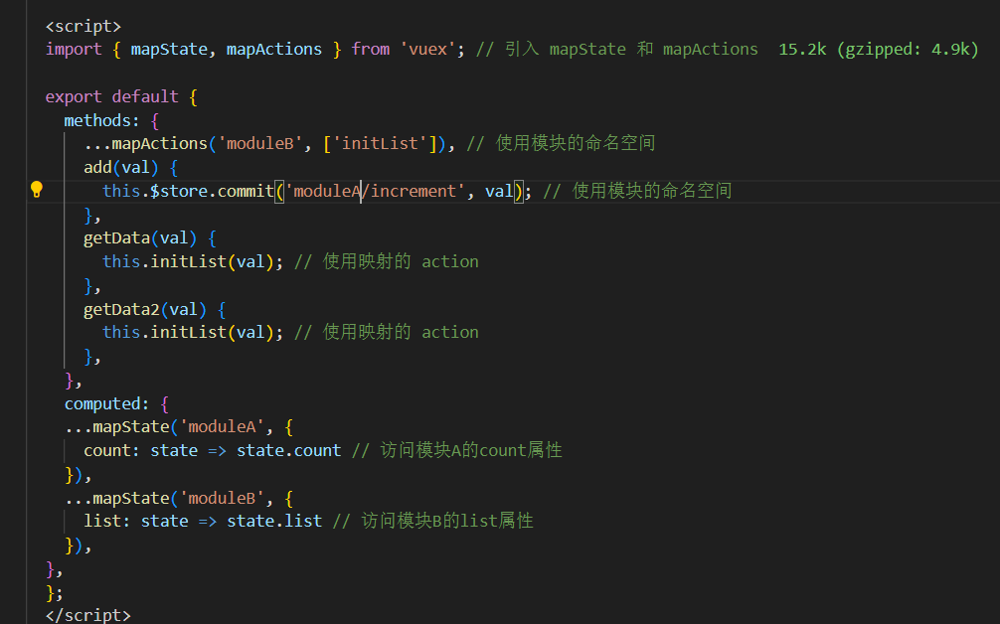 <script>
import { mapState, mapActions } from 'vuex'; // 引入 mapState 和 mapActions  15.2k (gzipped: 4.9k)
export default {
methods: {
...mapActions('moduleB', ['initList']), // 使用模块的命名空间
add(val) {
this.$store.commit('moduleA/increment', val); // 使用模块的命名空间
},
getData(val) {
this.initList(val); // 使用映射的 action
},
getData2(val) {
this.initList(val); // 使用映射的 action
},
},
computed: {
...mapState('moduleA', {
count: state => state.count // 访问模块A的count属性
}),
...mapState('moduleB', {
list: state => state.list // 访问模块B的list属性
}),
},
};
</script>